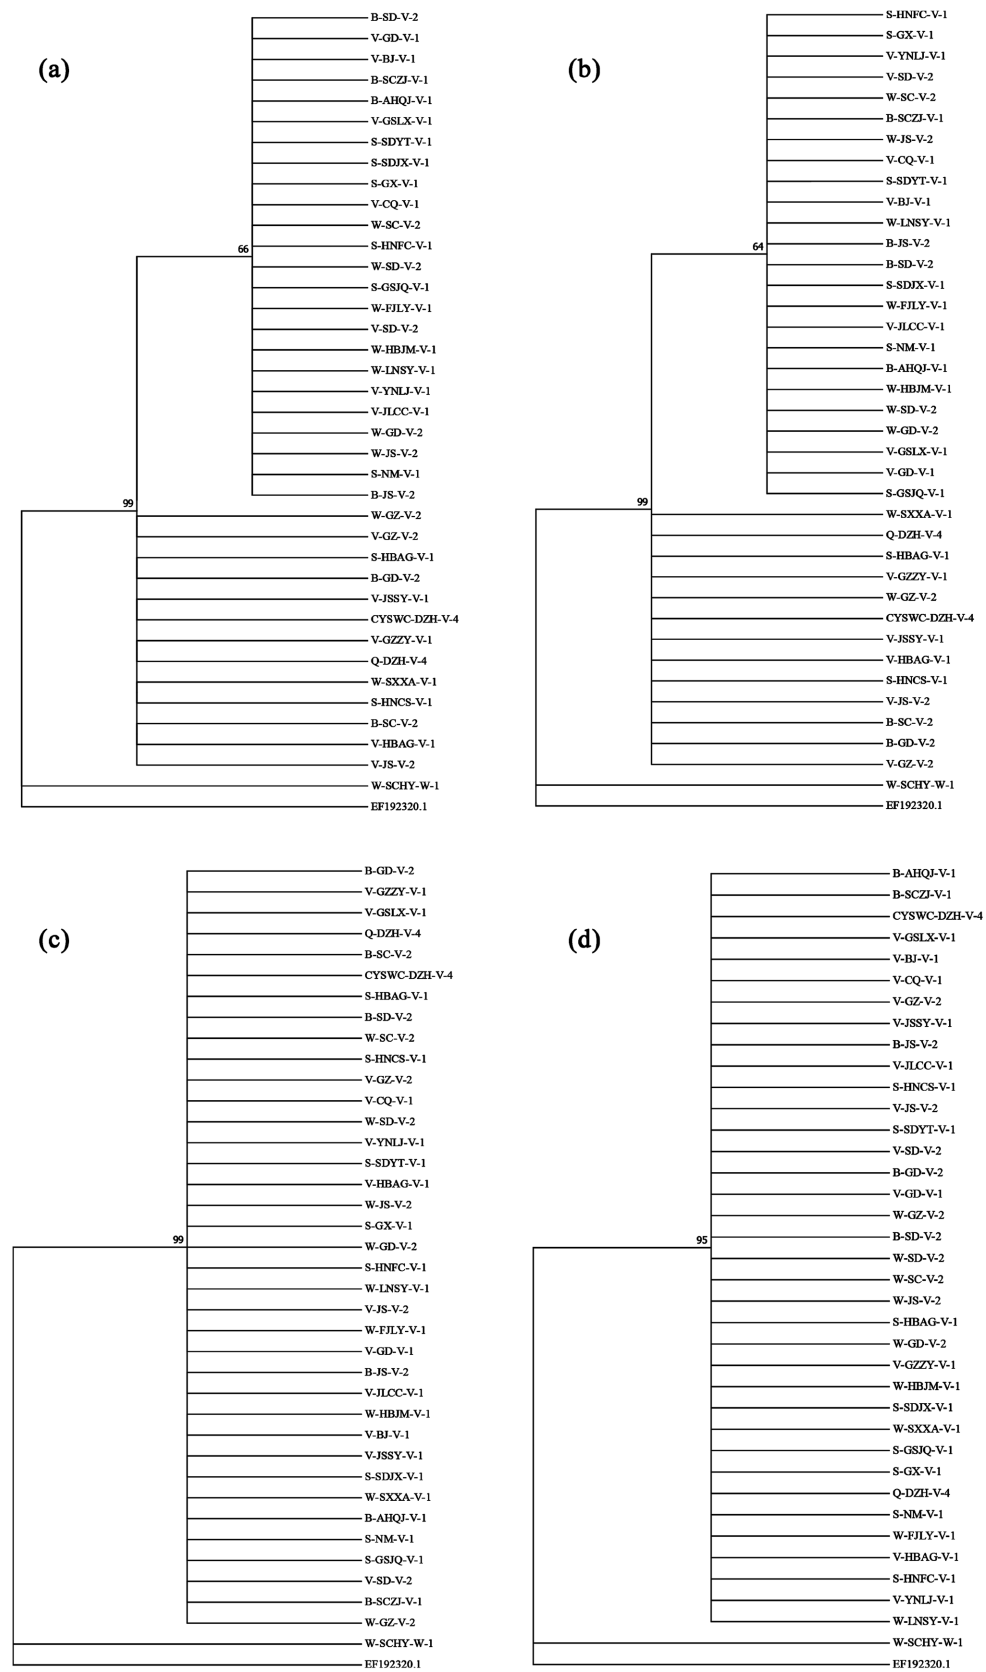 (a)
B-SD-V-2
V-GD-V-1
V-BJ-V-1
B-SCZJ-V-1
B-AHQJ-V-1
V-GSLX-V-1
S-SDYT-V-1
S-SDJX-V-1
S-GX-V-1
V-CQ-V-1
W-SC-V-2
S-HNFC-V-1
66
W-SD-V-2
S-GSJQ-V-1
W-FJLY-V-1
V-SD-V-2
W-HBJM-V-1
W-LNSY-V-1
V-YNLJ-V-1
V-JLCC-V-1
W-GD-V-2
W-JS-V-2
S-NM-V-1
B-JS-V-2
99
W-GZ-V-2
V-GZ-V-2
S-HBAG-V-1
B-GD-V-2
V-JSSY-V-1
CYSWC-DZH-V-4
V-GZZY-V-1
Q-DZH-V-4
W-SXXA-V-1
S-HNCS-V-1
B-SC-V-2
V-HBAG-V-1
V-JS-V-2
W-SCHY-W-1
EF192320.1
(b)
S-HNFC-V-1
S-GX-V-1
V-YNLJ-V-1
V-SD-V-2
W-SC-V-2
B-SCZJ-V-1
W-JS-V-2
V-CQ-V-1
S-SDYT-V-1
V-BJ-V-1
W-LNSY-V-1
B-JS-V-2
64
B-SD-V-2
S-SDJX-V-1
W-FJLY-V-1
V-JLCC-V-1
S-NM-V-1
B-AHQJ-V-1
W-HBJM-V-1
W-SD-V-2
W-GD-V-2
V-GSLX-V-1
V-GD-V-1
S-GSJQ-V-1
99
W-SXXA-V-1
Q-DZH-V-4
S-HBAG-V-1
V-GZZY-V-1
W-GZ-V-2
CYSWC-DZH-V-4
V-JSSY-V-1
V-HBAG-V-1
S-HNCS-V-1
V-JS-V-2
B-SC-V-2
B-GD-V-2
V-GZ-V-2
W-SCHY-W-1
EF192320.1
(c)
B-GD-V-2
V-GZZY-V-1
V-GSLX-V-1
Q-DZH-V-4
B-SC-V-2
CYSWC-DZH-V-4
S-HBAG-V-1
B-SD-V-2
W-SC-V-2
S-HNCS-V-1
V-GZ-V-2
V-CQ-V-1
W-SD-V-2
V-YNLJ-V-1
S-SDYT-V-1
V-HBAG-V-1
W-JS-V-2
S-GX-V-1
99
W-GD-V-2
S-HNFC-V-1
W-LNSY-V-1
V-JS-V-2
W-FJLY-V-1
V-GD-V-1
B-JS-V-2
V-JLCC-V-1
W-HBJM-V-1
V-BJ-V-1
V-JSSY-V-1
S-SDJX-V-1
W-SXXA-V-1
B-AHQJ-V-1
S-NM-V-1
S-GSJQ-V-1
V-SD-V-2
B-SCZJ-V-1
W-GZ-V-2
W-SCHY-W-1
EF192320.1
(d)
B-AHQJ-V-1
B-SCZJ-V-1
CYSWC-DZH-V-4
V-GSLX-V-1
V-BJ-V-1
V-CQ-V-1
V-GZ-V-2
V-JSSY-V-1
B-JS-V-2
V-JLCC-V-1
S-HNCS-V-1
V-JS-V-2
S-SDYT-V-1
V-SD-V-2
B-GD-V-2
V-GD-V-1
W-GZ-V-2
B-SD-V-2
95
W-SD-V-2
W-SC-V-2
W-JS-V-2
S-HBAG-V-1
W-GD-V-2
V-GZZY-V-1
W-HBJM-V-1
S-SDJX-V-1
W-SXXA-V-1
S-GSJQ-V-1
S-GX-V-1
Q-DZH-V-4
S-NM-V-1
W-FJLY-V-1
V-HBAG-V-1
S-HNFC-V-1
V-YNLJ-V-1
W-LNSY-V-1
W-SCHY-W-1
EF192320.1